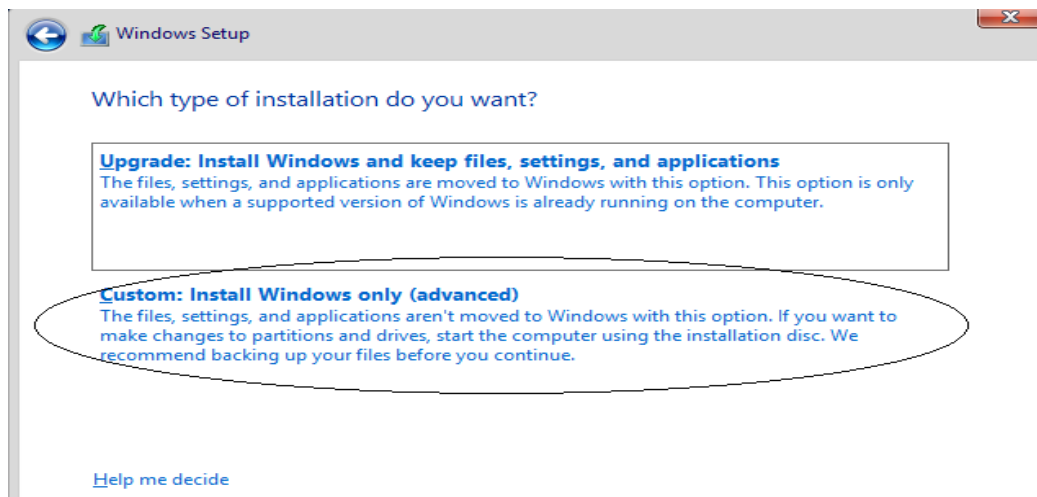 Windows Setup
Which type of installation do you want?
Upgrade: Install Windows and keep files, settings, and applications
The files, settings, and applications are moved to Windows with this option. This option is only
available when a supported version of Windows is already running on the computer.
Custom: Install Windows only (advanced)
The files, settings, and applications aren't moved to Windows with this option. If you want to
make changes to partitions and drives, start the computer using the installation disc. We
recommend backing up your files before you continue.
Help me decide